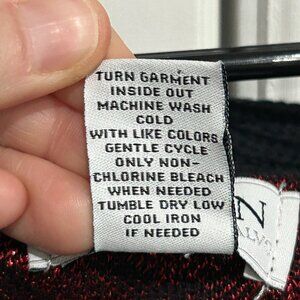 TURN GARMENT
INSIDE OUT
MACHINE WASH
COLD
WITH LIKE COLORS
GENTLE CYCLE
ONLY NON-
CHLORINE BLEACH
WHEN NEEDED
TUMBLE DRY LOW
COOL IRON
IF NEEDED
N